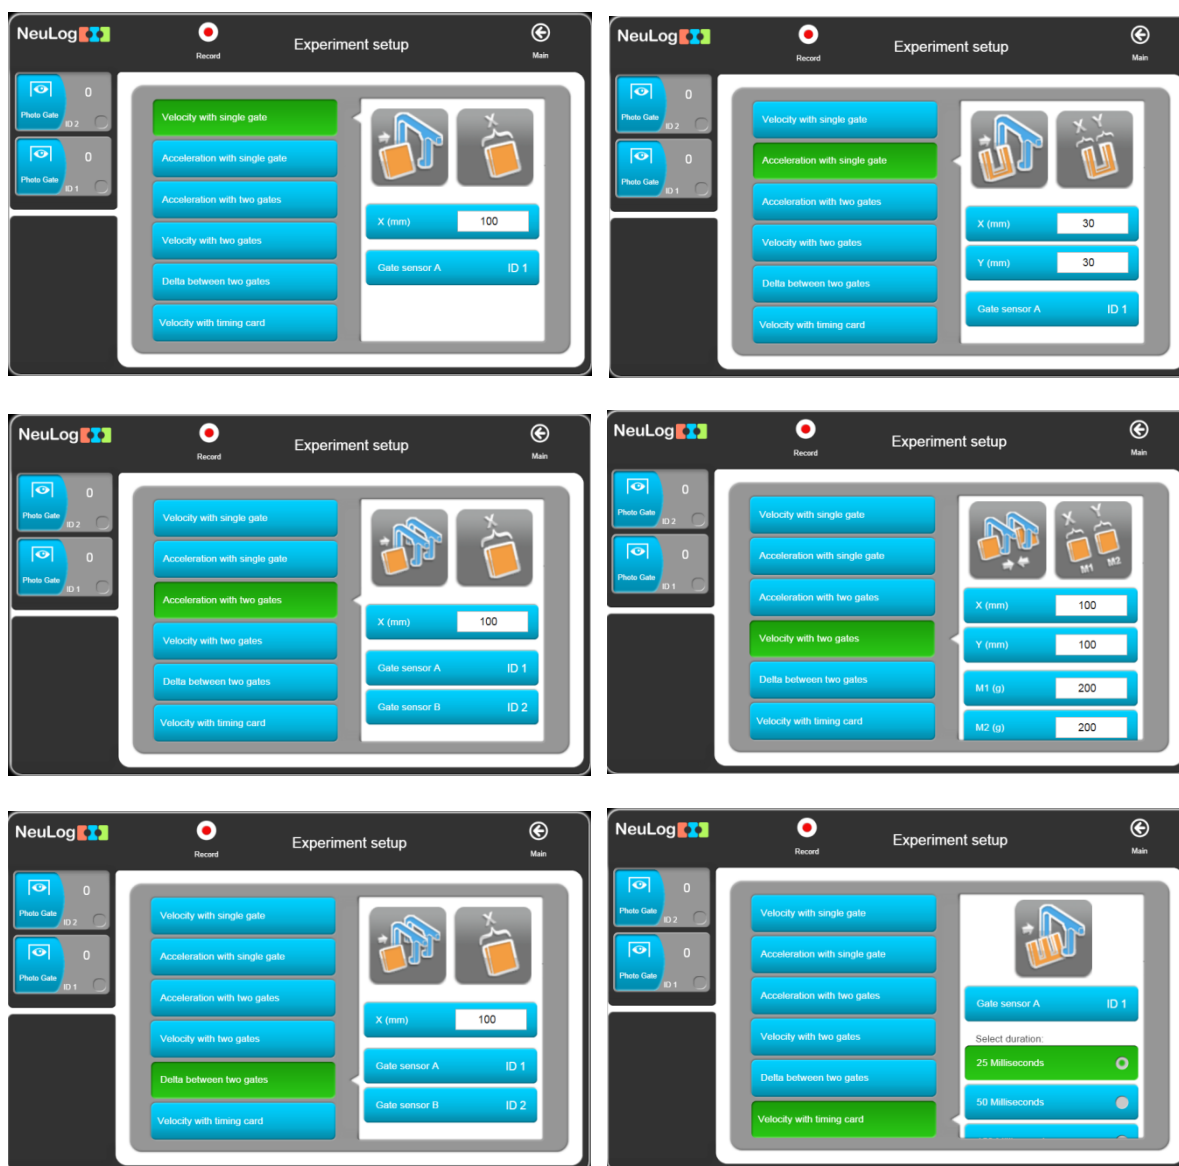 NeuLog
Record
Experiment setup
Main
Photo Gate
0
ID 2
Photo Gate
0
ID 1
Velocity with single gate
Acceleration with single gate
Acceleration with two gates
Velocity with two gates
Delta between two gates
Velocity with timing card
X
X (mm) 100
Gate sensor A ID 1
NeuLog
Record
Experiment setup
Main
Photo Gate
0
ID 2
Photo Gate
0
ID 1
Velocity with single gate
Acceleration with single gate
Acceleration with two gates
Velocity with two gates
Delta between two gates
Velocity with timing card
X Y
X (mm) 30
Y (mm) 30
Gate sensor A ID 1
NeuLog
Record
Experiment setup
Main
Photo Gate
0
ID 2
Photo Gate
0
ID 1
Velocity with single gate
Acceleration with single gate
Acceleration with two gates
Velocity with two gates
Delta between two gates
Velocity with timing card
X
X (mm) 100
Gate sensor A ID 1
Gate sensor B ID 2
NeuLog
Record
Experiment setup
Main
Photo Gate
0
ID 2
Photo Gate
0
ID 1
Velocity with single gate
Acceleration with single gate
Acceleration with two gates
Velocity with two gates
Delta between two gates
Velocity with timing card
X Y
M1 M2
X (mm) 100
Y (mm) 100
M1 (g) 200
M2 (g) 200
NeuLog
Record
Experiment setup
Main
Photo Gate
0
ID 2
Photo Gate
0
ID 1
Velocity with single gate
Acceleration with single gate
Acceleration with two gates
Velocity with two gates
Delta between two gates
Velocity with timing card
X
X (mm) 100
Gate sensor A ID 1
Gate sensor B ID 2
NeuLog
Record
Experiment setup
Main
Photo Gate
0
ID 2
Photo Gate
0
ID 1
Velocity with single gate
Acceleration with single gate
Acceleration with two gates
Velocity with two gates
Delta between two gates
Velocity with timing card
Gate sensor A ID 1
Select duration:
25 Milliseconds
50 Milliseconds